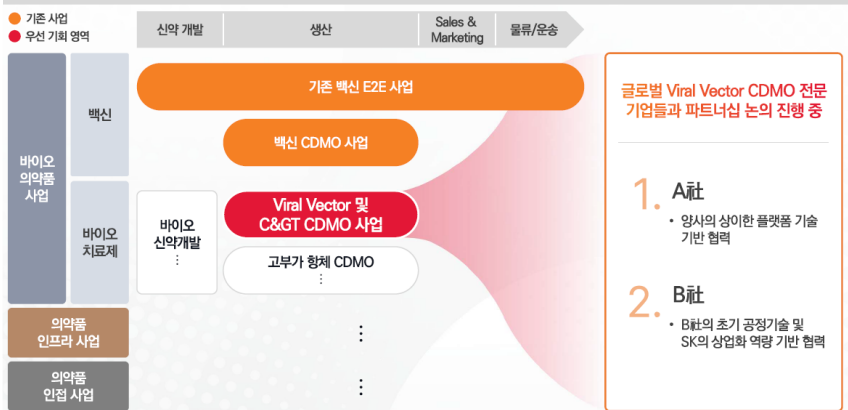 기존 사업
우선 기회 영역
신약 개발
생산
Sales &
Marketing
물류/운송
바이오
의약품
사업
백신
기존 백신 E2E 사업
백신 CDMO 사업
바이오
치료제
바이오
신약개발
⋮
Viral Vector 및
C&GT CDMO 사업
고부가 항체 CDMO
⋮
의약품
인프라 사업
⋮
의약품
인접 사업
⋮
글로벌 Viral Vector CDMO 전문
기업들과 파트너십 논의 진행 중
1. A社
• 양사의 상이한 플랫폼 기술
기반 협력
2. B社
• B社의 초기 공정기술 및
SK의 상업화 역량 기반 협력